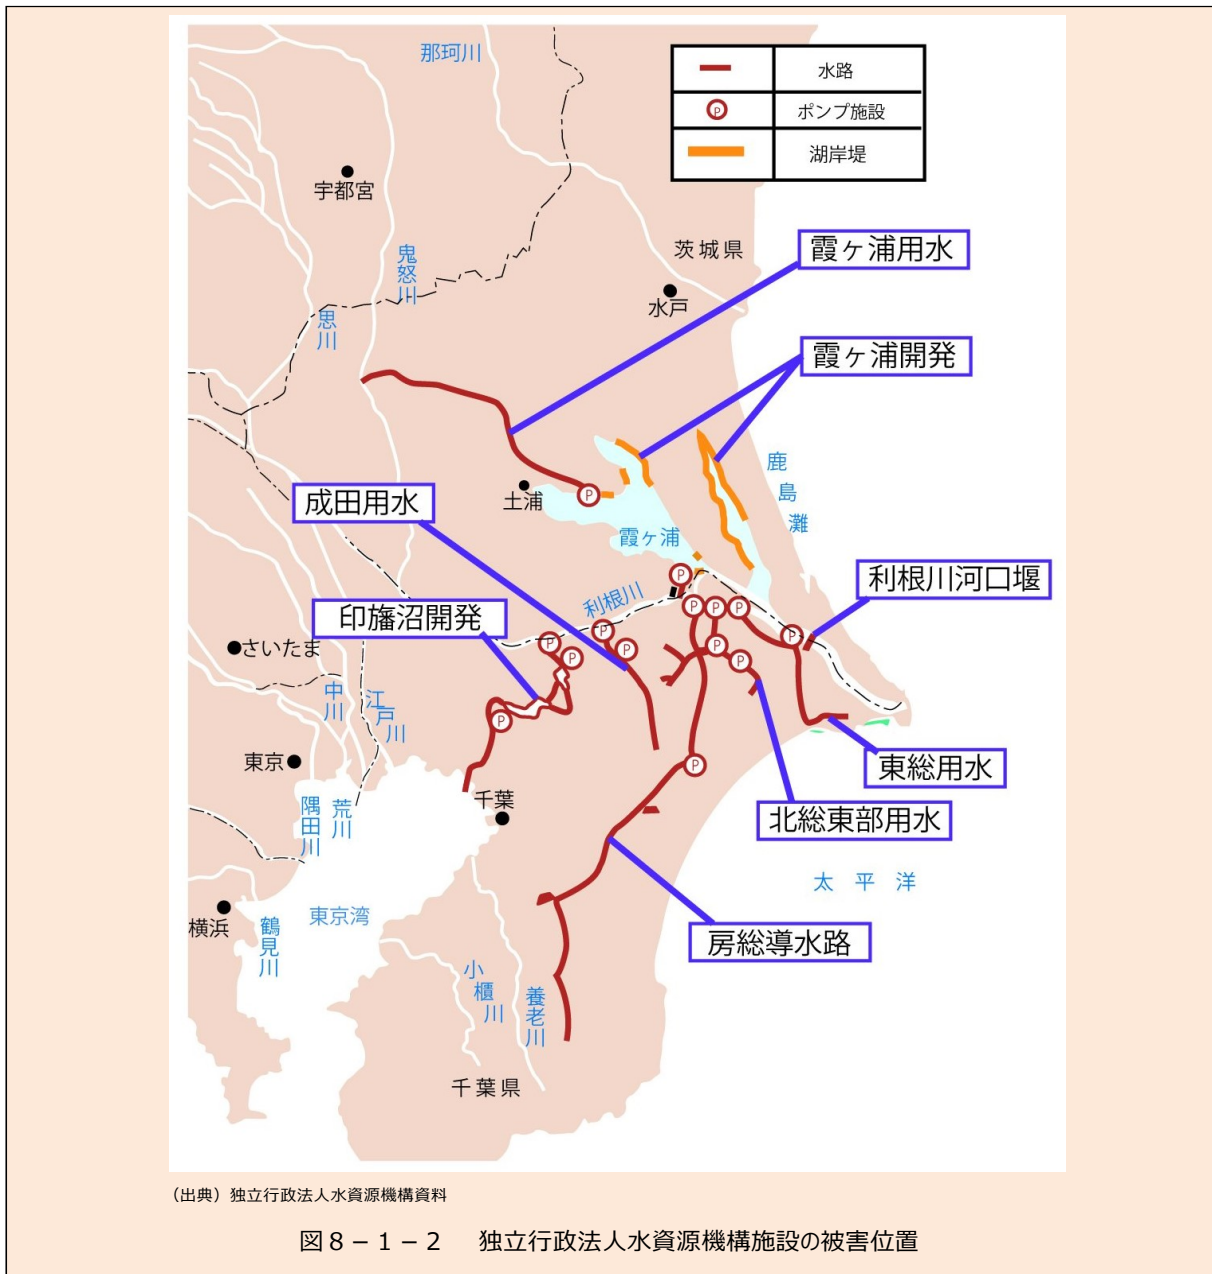 那珂川
水路
P
ポンプ施設
湖岸堤
宇都宮
鬼怒川
茨城県
霞ヶ浦用水
水戸
思川
霞ヶ浦開発
鹿島灘
成田用水
土浦
P
霞ヶ浦
利根川
P
利根川河口堰
印旛沼開発
P
P
P
P
P
さいたま
P
P
P
P
P
P
中川
江戸川
P
東京
P
東総用水
千葉
隅田川
荒川
北総東部用水
太平洋
横浜
鶴見川
東京湾
房総導水路
小櫃川
養老川
千葉県
（出典）独立行政法人水資源機構資料
図８－１－２　独立行政法人水資源機構施設の被害位置